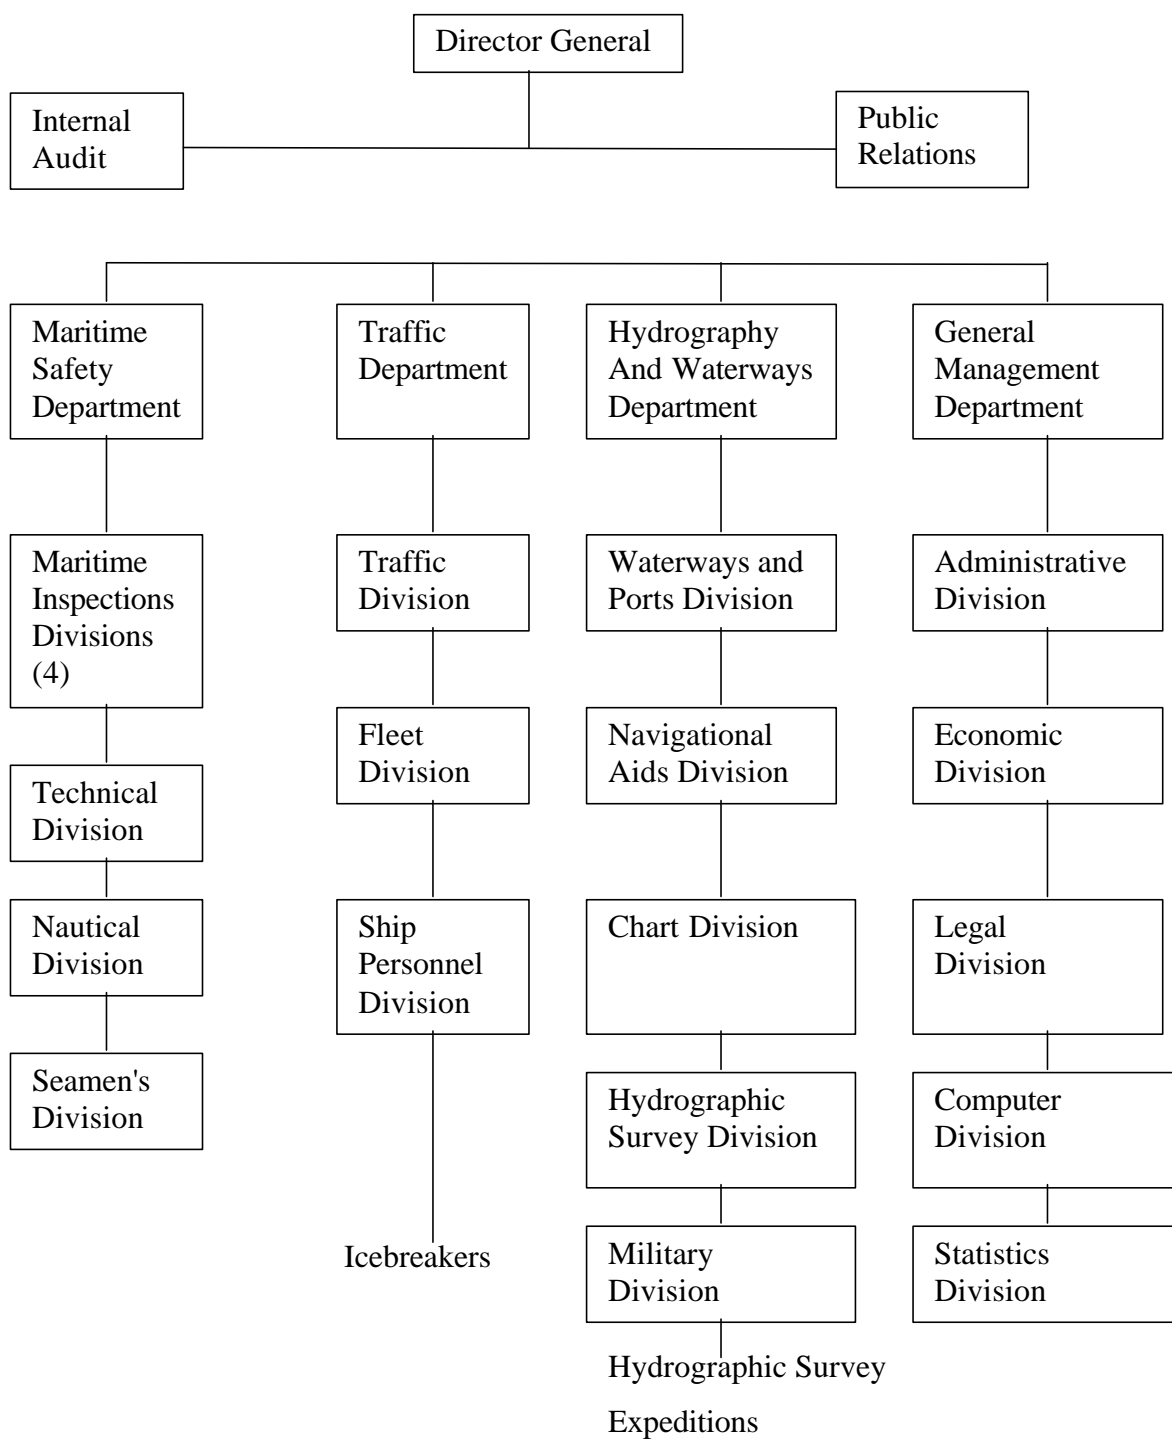 Director General
Internal
Audit
Public
Relations
Maritime
Safety
Department
Traffic
Department
Hydrography
And Waterways
Department
General
Management
Department
Maritime
Inspections
Divisions
(4)
Traffic
Division
Waterways and
Ports Division
Administrative
Division
Fleet
Division
Navigational
Aids Division
Economic
Division
Technical
Division
Nautical
Division
Ship
Personnel
Division
Chart Division
Legal
Division
Seamen's
Division
Hydrographic
Survey Division
Computer
Division
Icebreakers
Military
Division
Statistics
Division
Hydrographic Survey
Expeditions